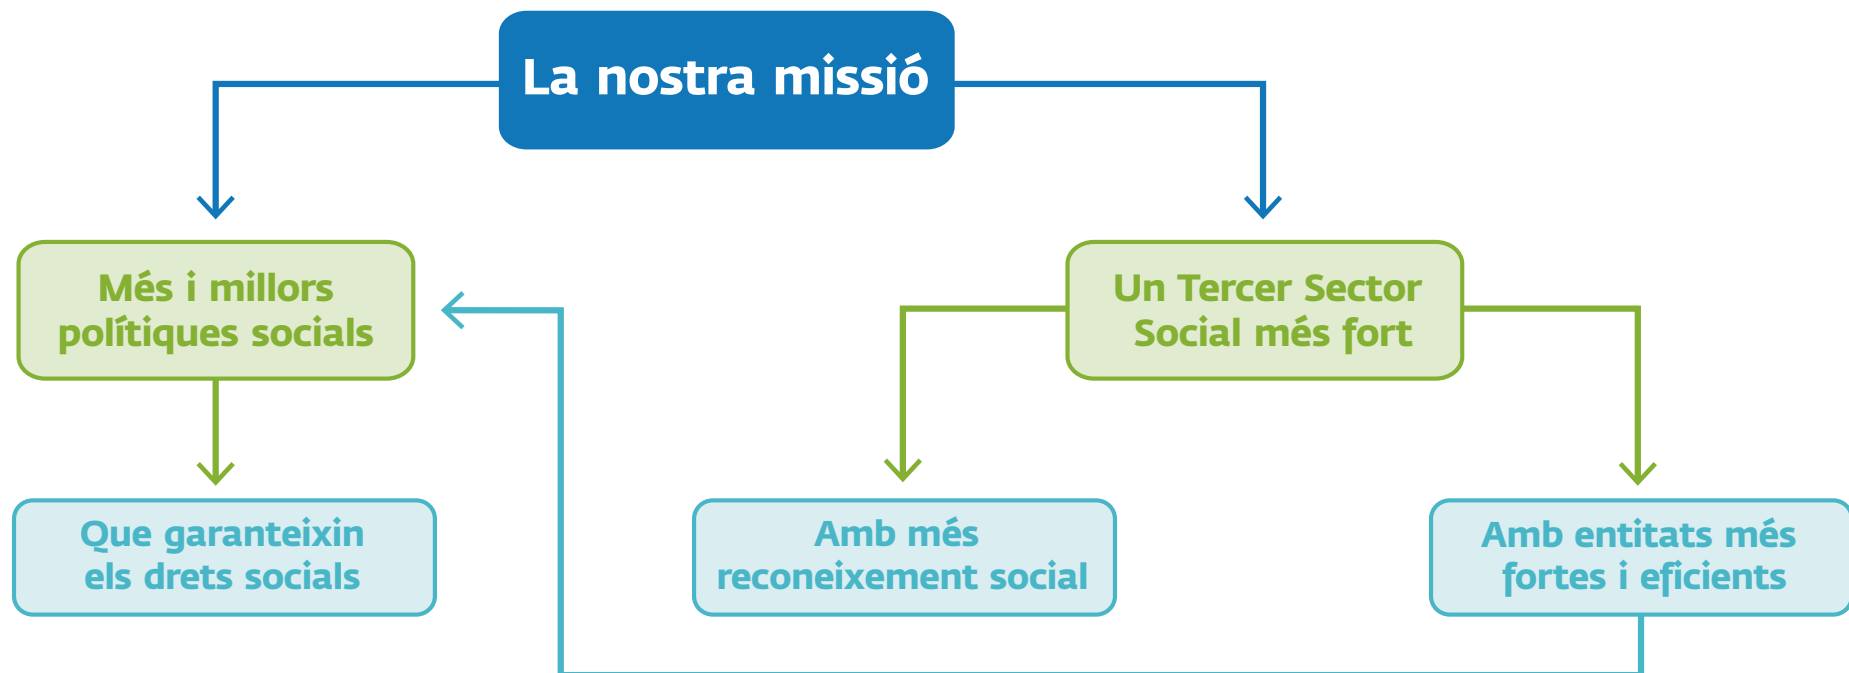 La nostra missió
Més i millors
polítiques socials
Un Tercer Sector
Social més fort
Que garanteixin
els drets socials
Amb més
reconeixement social
Amb entitats més
fortes i eficients